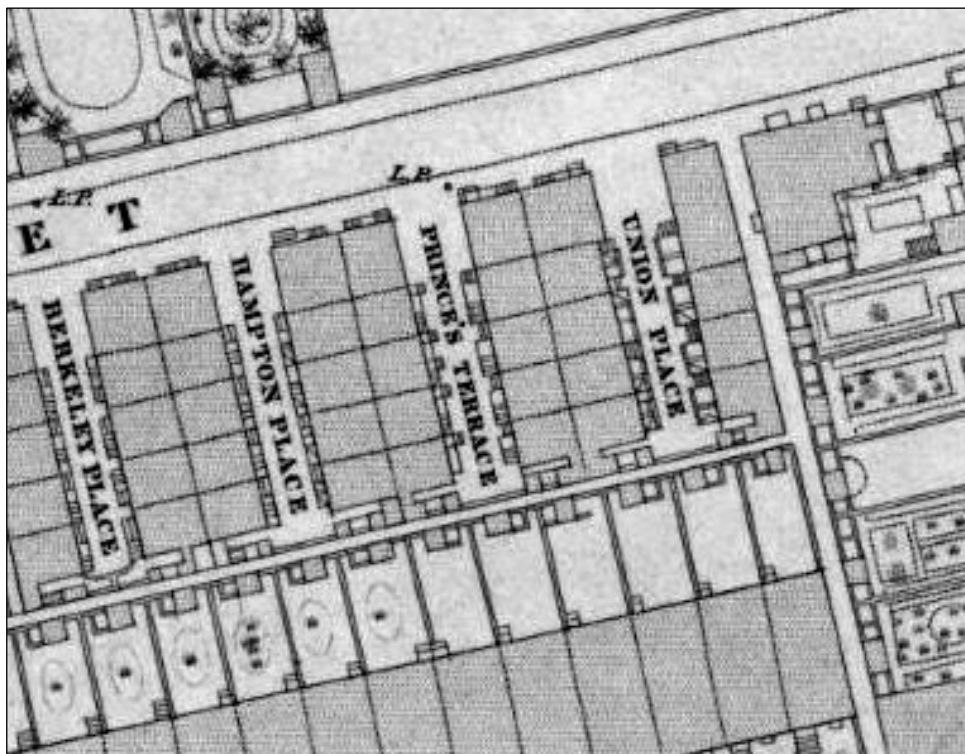 L.P.
L.P.
E T
BERKELEY PLACE
HAMPTON PLACE
PRINCE'S TERRACE
UNION PLACE